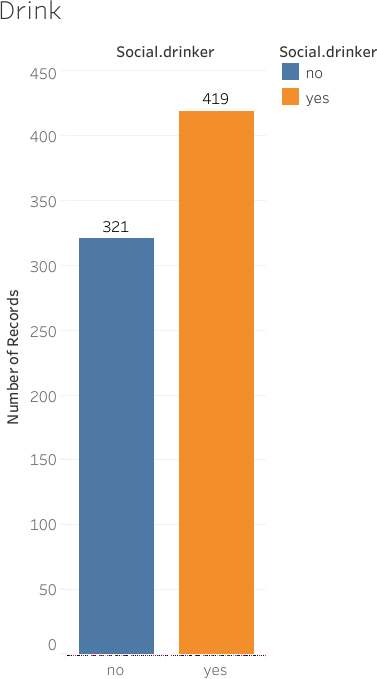 Drink
Social.drinker
Social.drinker
no
yes
450
400
350
300
250
200
150
100
50
0
Number of Records
321
419
no
yes